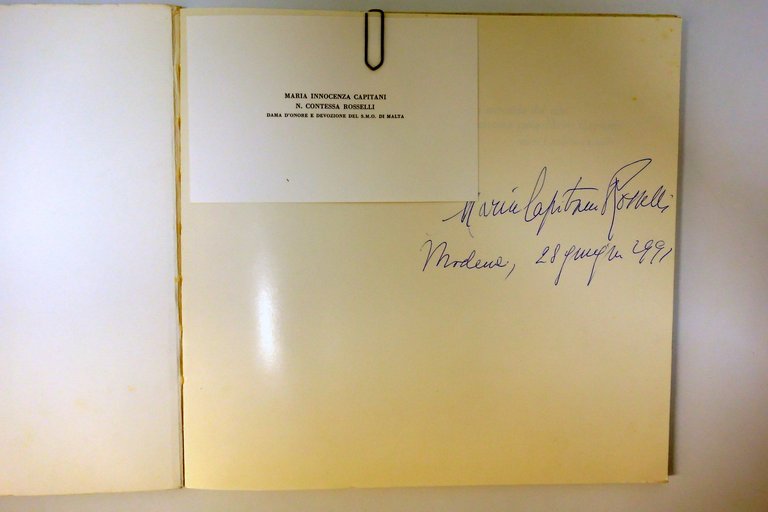 MARIA INNOCENZA CAPITANI
N. CONTESSA ROSSELLI
DAMA D'ONORE E DEVOZIONE DEL S.M.O. DI MALTA
Maria Capitani Rosselli
Modena, 28 giugno 1991